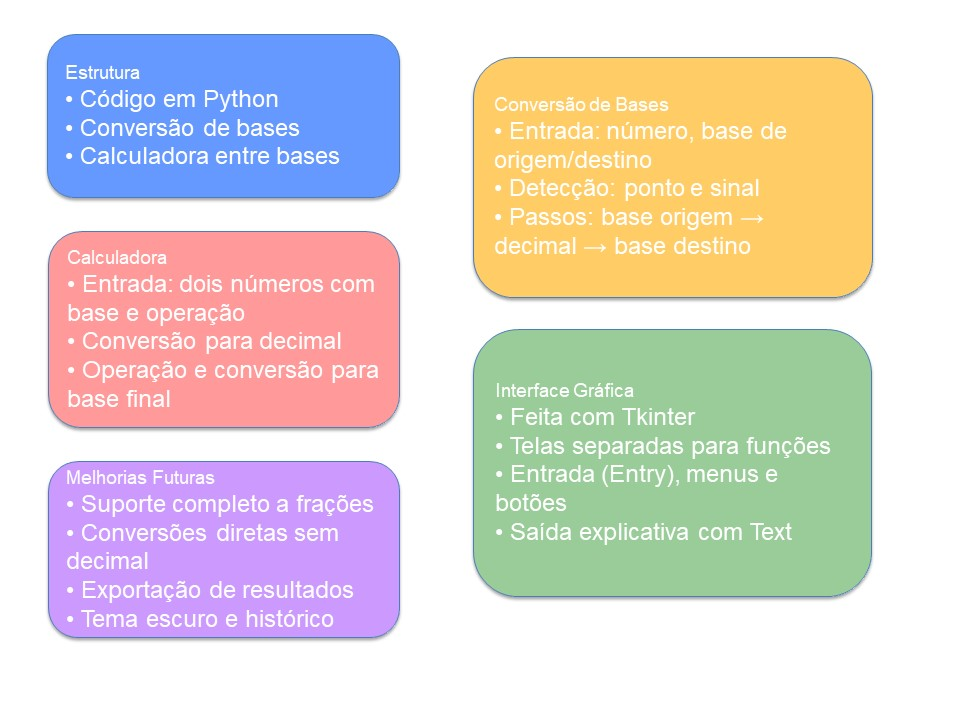 Estrutura
• Código em Python
• Conversão de bases
• Calculadora entre bases
Calculadora
• Entrada: dois números com
base e operação
• Conversão para decimal
• Operação e conversão para
base final
Melhorias Futuras
• Suporte completo a frações
• Conversões diretas sem
decimal
• Exportação de resultados
• Tema escuro e histórico
Conversão de Bases
• Entrada: número, base de
origem/destino
• Detecção: ponto e sinal
• Passos: base origem →
decimal → base destino
Interface Gráfica
• Feita com Tkinter
• Telas separadas para funções
• Entrada (Entry), menus e
botões
• Saída explicativa com Text